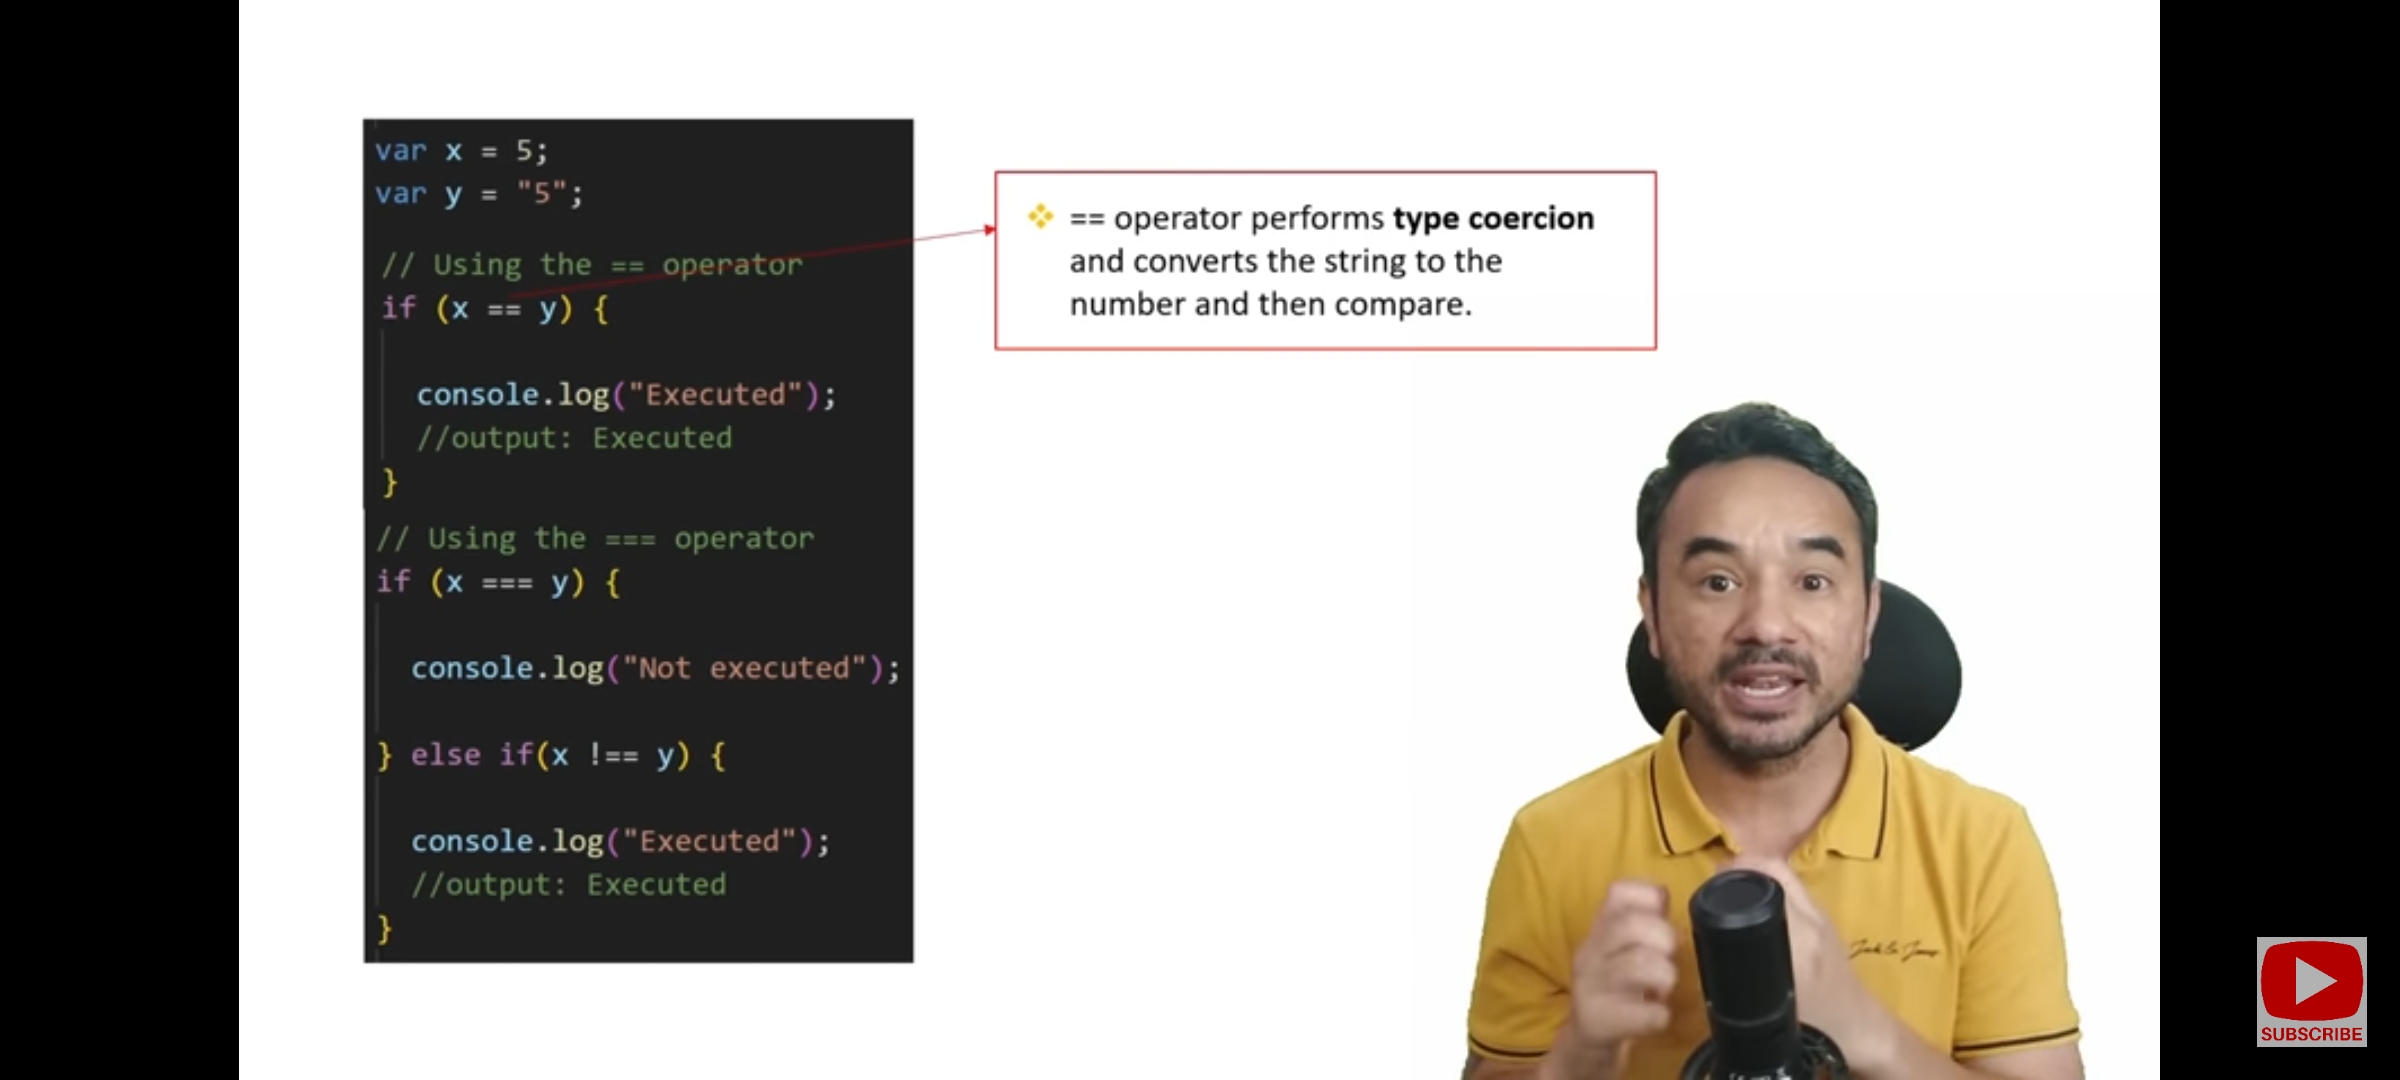 var x = 5;
var y = "5";
// Using the == operator
if (x == y) {
console.log("Executed");
//output: Executed
}
// Using the === operator
if (x === y) {
console.log("Not executed");
} else if(x !== y) {
console.log("Executed");
//output: Executed
}
❖ == operator performs type coercion
and converts the string to the
number and then compare.
SUBSCRIBE